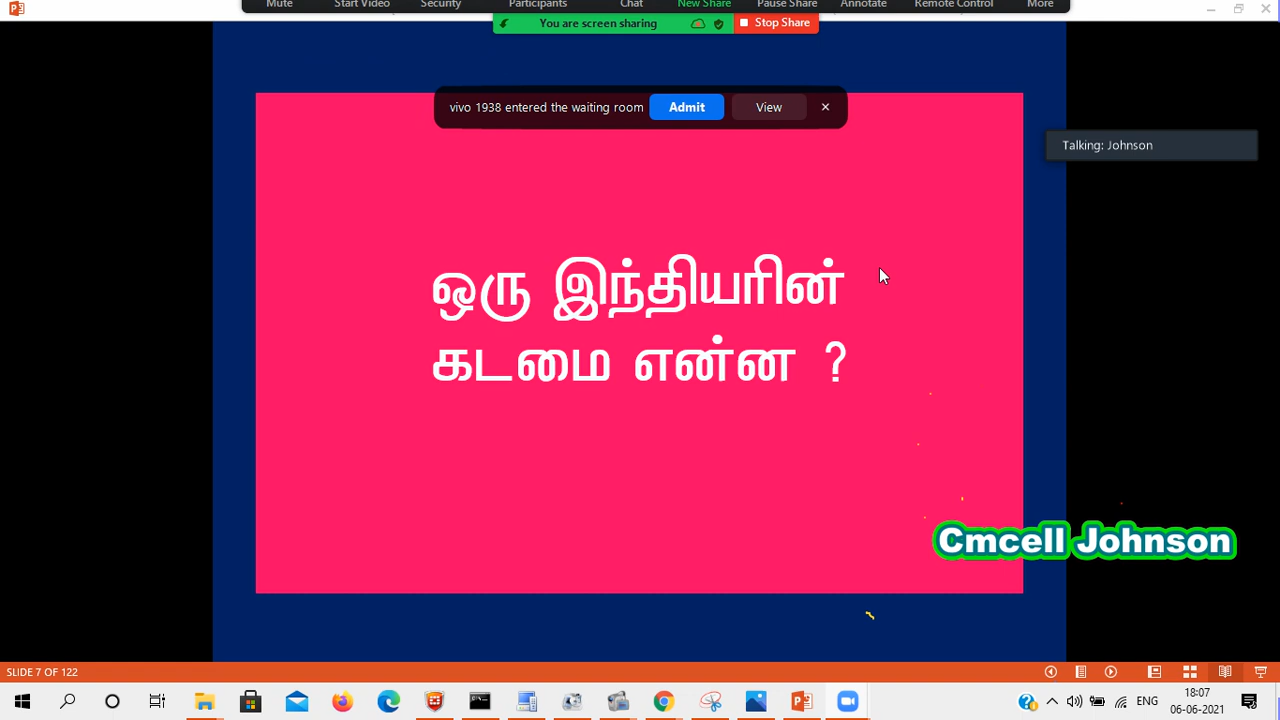 Mute Start Video Security Participants Chat New Share Pause Share Annotate Remote Control More
You are screen sharing Stop Share
vivo 1938 entered the waiting room Admit View
Talking: Johnson
ஒரு இந்தியரின்
கடமை என்ன ?
Cmcell Johnson
SLIDE 7 OF 122
ENG 18:07
06-06-2021